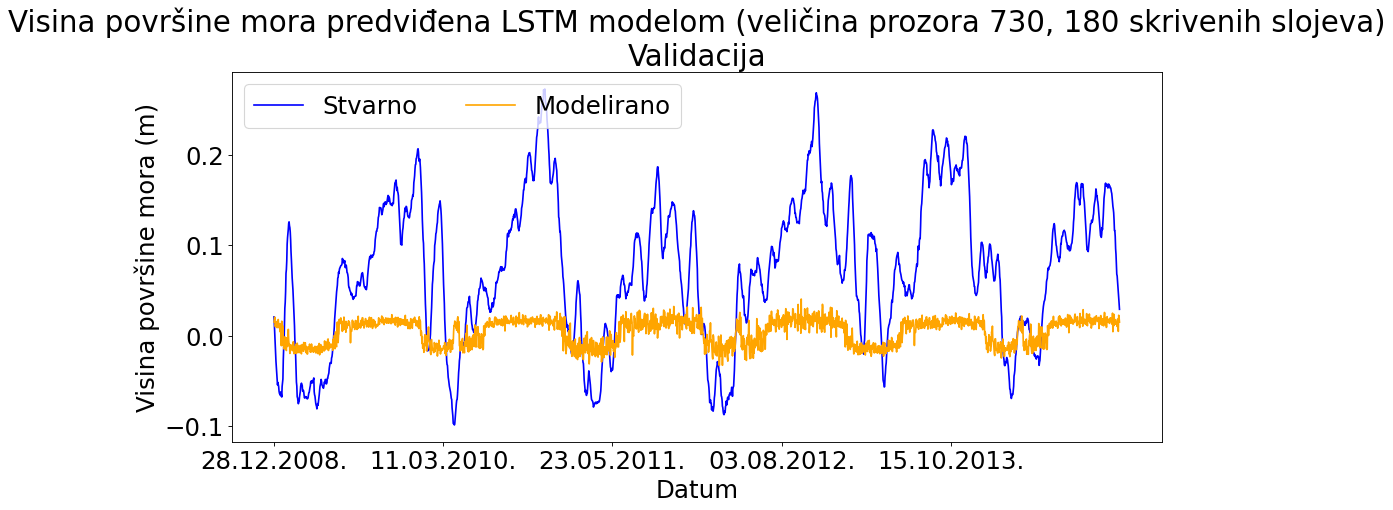 Visina površine mora predviđena LSTM modelom (veličina prozora 730, 180 skrivenih slojeva)
Validacija
Stvarno Modelirano
Visina površine mora (m)
0.2
0.1
0.0
−0.1
28.12.2008. 11.03.2010. 23.05.2011. 03.08.2012. 15.10.2013.
Datum